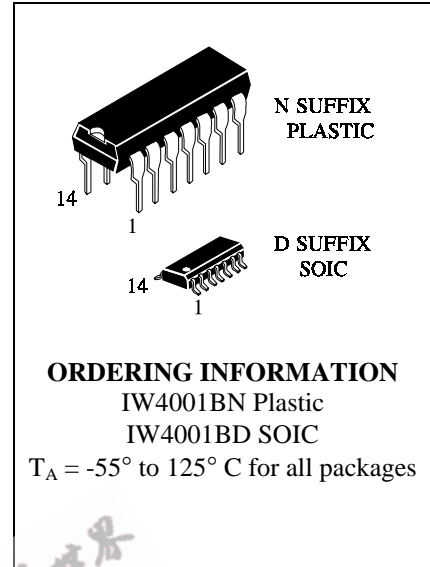 N SUFFIX
PLASTIC
14
1
D SUFFIX
SOIC
14
1
ORDERING INFORMATION
IW4001BN Plastic
IW4001BD SOIC
T_A = -55° to 125° C for all packages